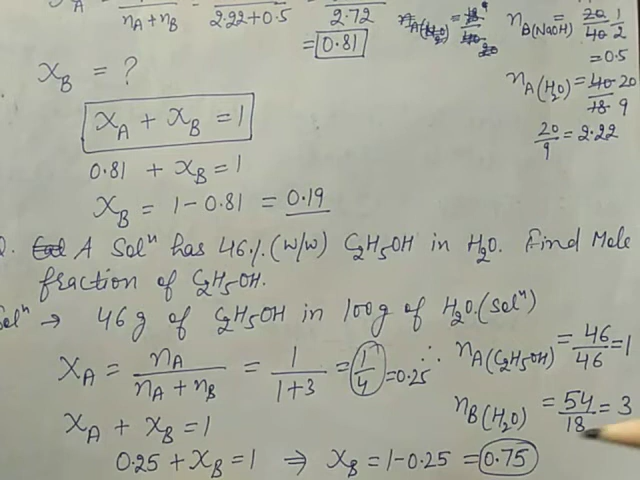 xA = nA / nA + nB = / 2.22+0.5 = / 2.72
= 0.81
nB(NaOH) = 20/40 1/2
= 0.5
nA(H2O) = 40/18 20/9
20/9 = 2.22
xB = ?
xA + xB = 1
0.81 + xB = 1
xB = 1 - 0.81 = 0.19
Q. A Solⁿ has 46%(w/w) C2H5OH in H2O. Find Mole
fraction of C2H5OH.
Solⁿ → 46g of C2H5OH in 100g of H2O.(Solⁿ)
xA = nA / nA + nB = 1 / 1+3 = 1/4 = 0.25 ∴ nA(C2H5OH) = 46/46 = 1
xA + xB = 1
nB(H2O) = 54/18 = 3
0.25 + xB = 1 ⇒ xB = 1 - 0.25 = 0.75